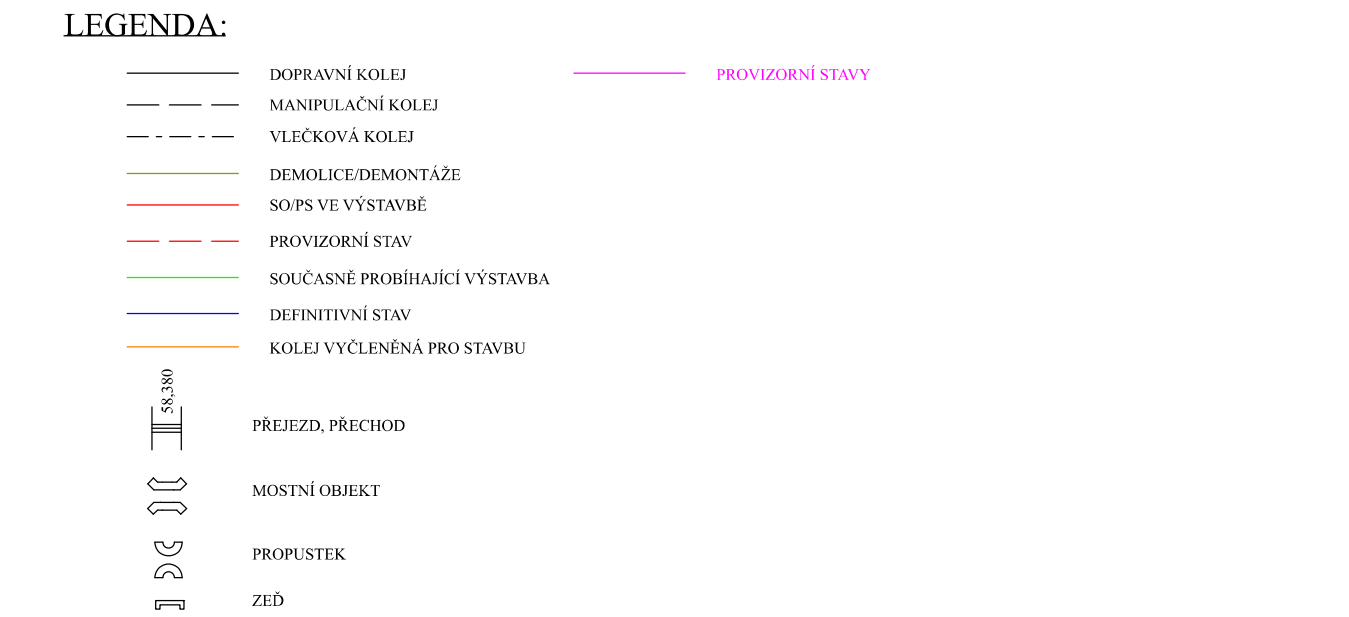 LEGENDA:
DOPRAVNÍ KOLEJ
PROVIZORNÍ STAVY
MANIPULAČNÍ KOLEJ
VLEČKOVÁ KOLEJ
DEMOLICE/DEMONTÁŽE
SO/PS VE VÝSTAVBĚ
PROVIZORNÍ STAV
SOUČASNĚ PROBÍHAJÍCÍ VÝSTAVBA
DEFINITIVNÍ STAV
KOLEJ VYČLENĚNÁ PRO STAVBU
58,380
PŘEJEZD, PŘECHOD
MOSTNÍ OBJEKT
PROPUSTEK
ZEĎ